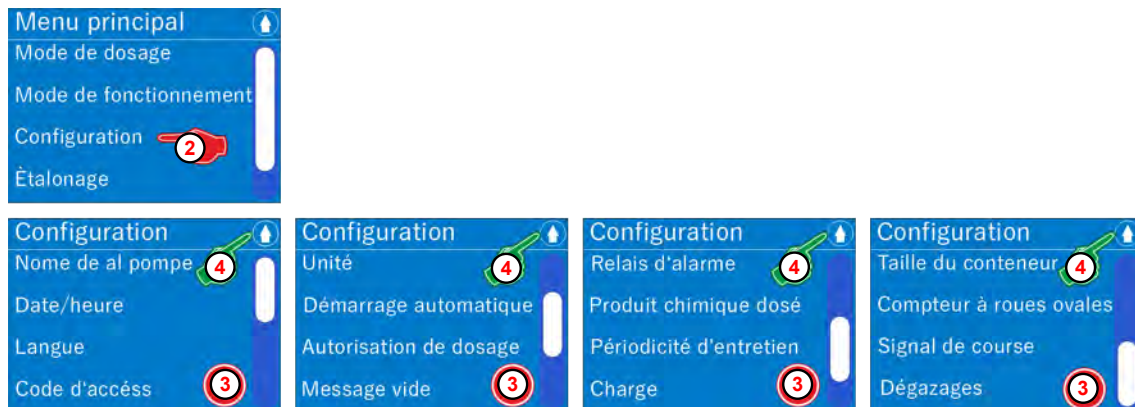 Menu principal
Mode de dosage
Mode de fonctionnement
Configuration
2
Ètalonage
Configuration
4
Nome de al pompe
Date/heure
Langue
Code d'accéss
3
Configuration
4
Unité
Démarrage automatique
Autorisation de dosage
Message vide
3
Configuration
4
Relais d'alarme
Produit chimique dosé
Périodicité d'entretien
Charge
3
Configuration
4
Taille du conteneur
Compteur à roues ovales
Signal de course
Dégazages
3